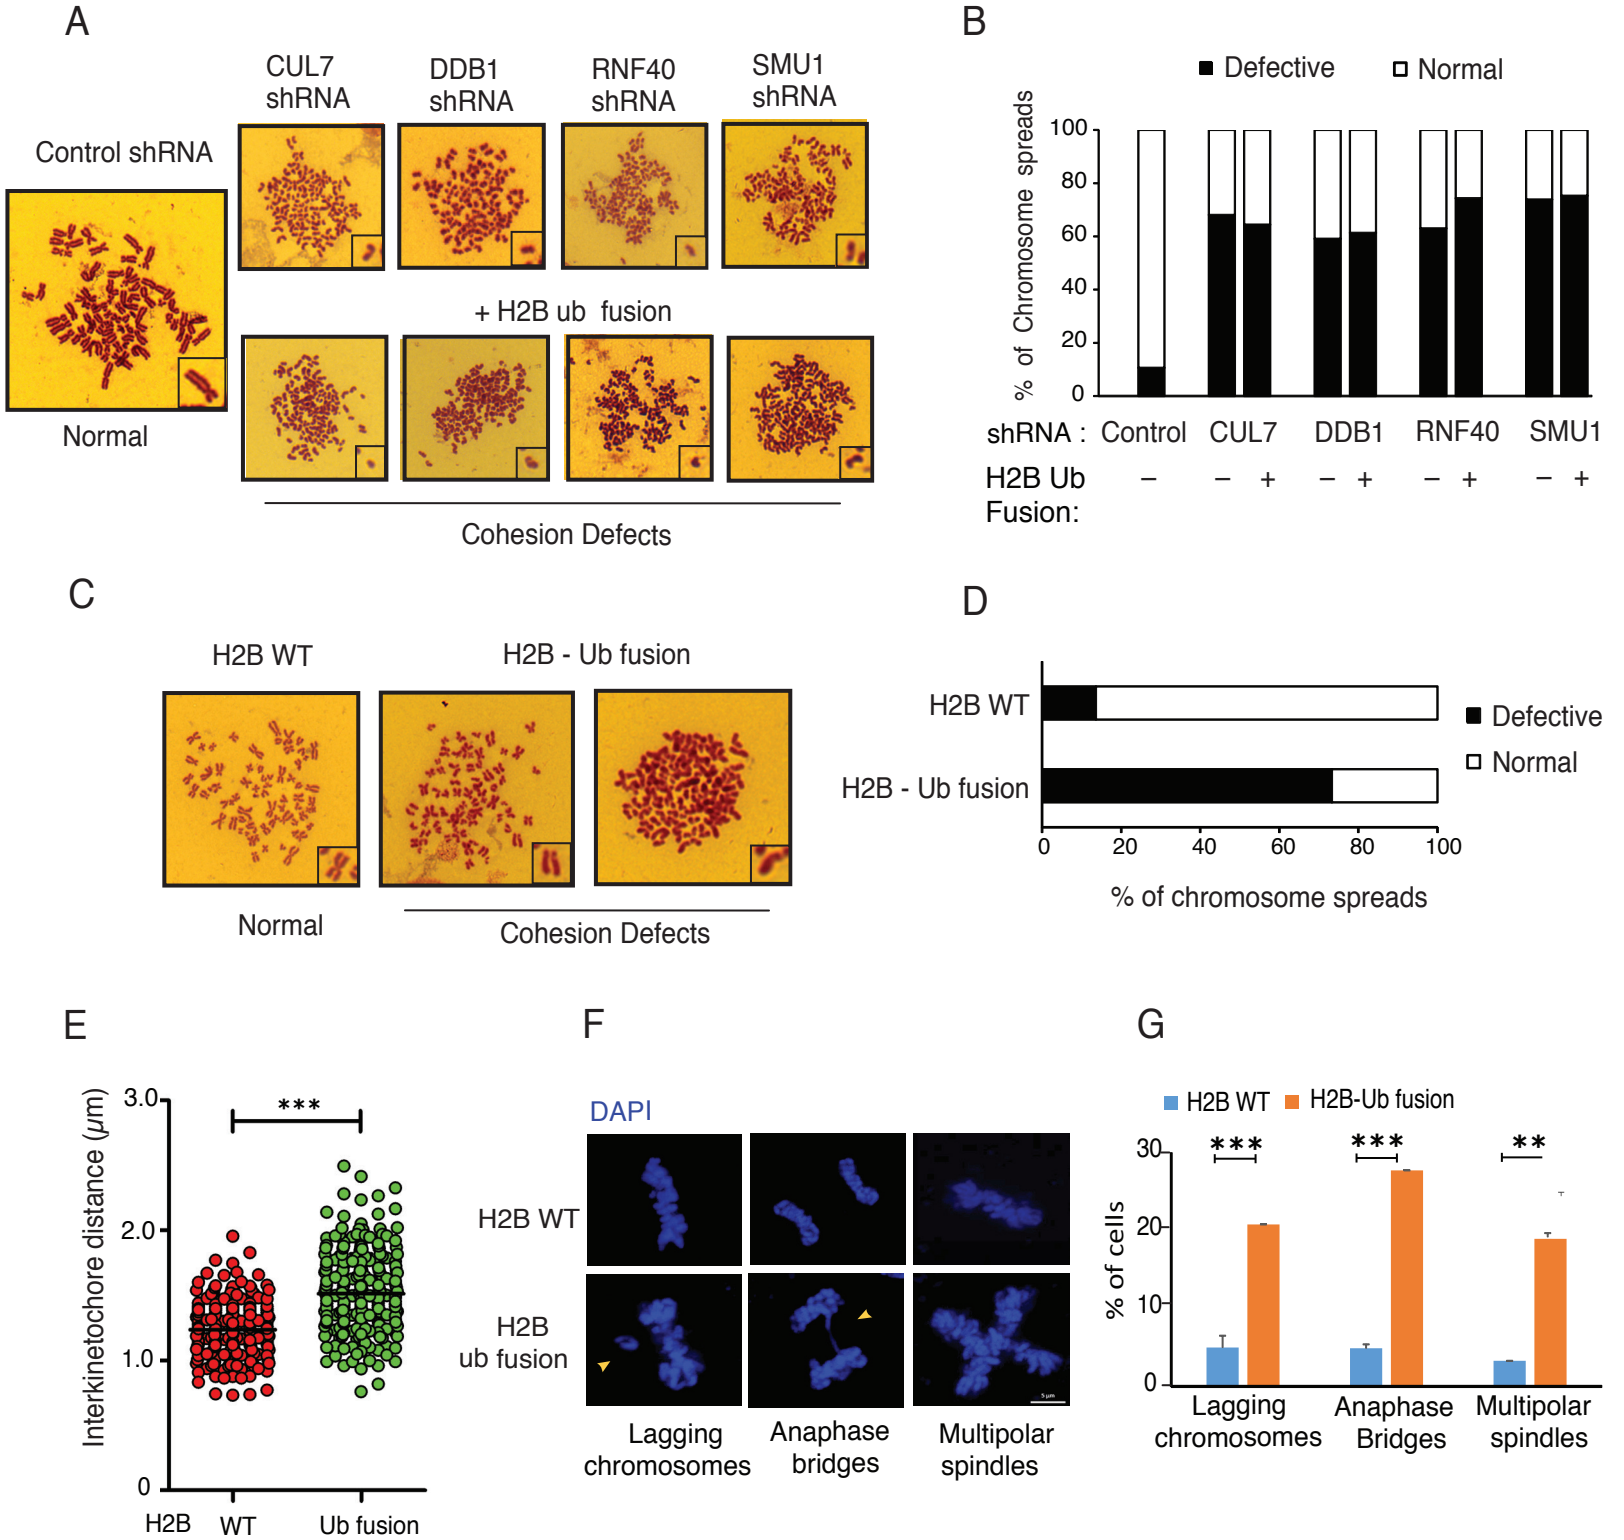 A
CUL7
shRNA
DDB1
shRNA
RNF40
shRNA
SMU1
shRNA
Control shRNA
Normal
+ H2B ub fusion
Cohesion Defects
B
Defective
Normal
% of Chromosome spreads
100
80
60
40
20
0
shRNA : Control CUL7 DDB1 RNF40 SMU1
H2B Ub
Fusion:
– – + – + – + – +
C
H2B WT
H2B - Ub fusion
Normal
Cohesion Defects
D
H2B WT
H2B - Ub fusion
Defective
Normal
0 20 40 60 80 100
% of chromosome spreads
E
Interkinetochore distance (μm)
3.0
2.0
1.0
0
***
H2B WT Ub fusion
F
DAPI
H2B WT
H2B
ub fusion
5 μm
Lagging
chromosomes
Anaphase
bridges
Multipolar
spindles
G
H2B WT
H2B-Ub fusion
% of cells
30
20
10
0
*** *** **
Lagging
chromosomes
Anaphase
Bridges
Multipolar
spindles